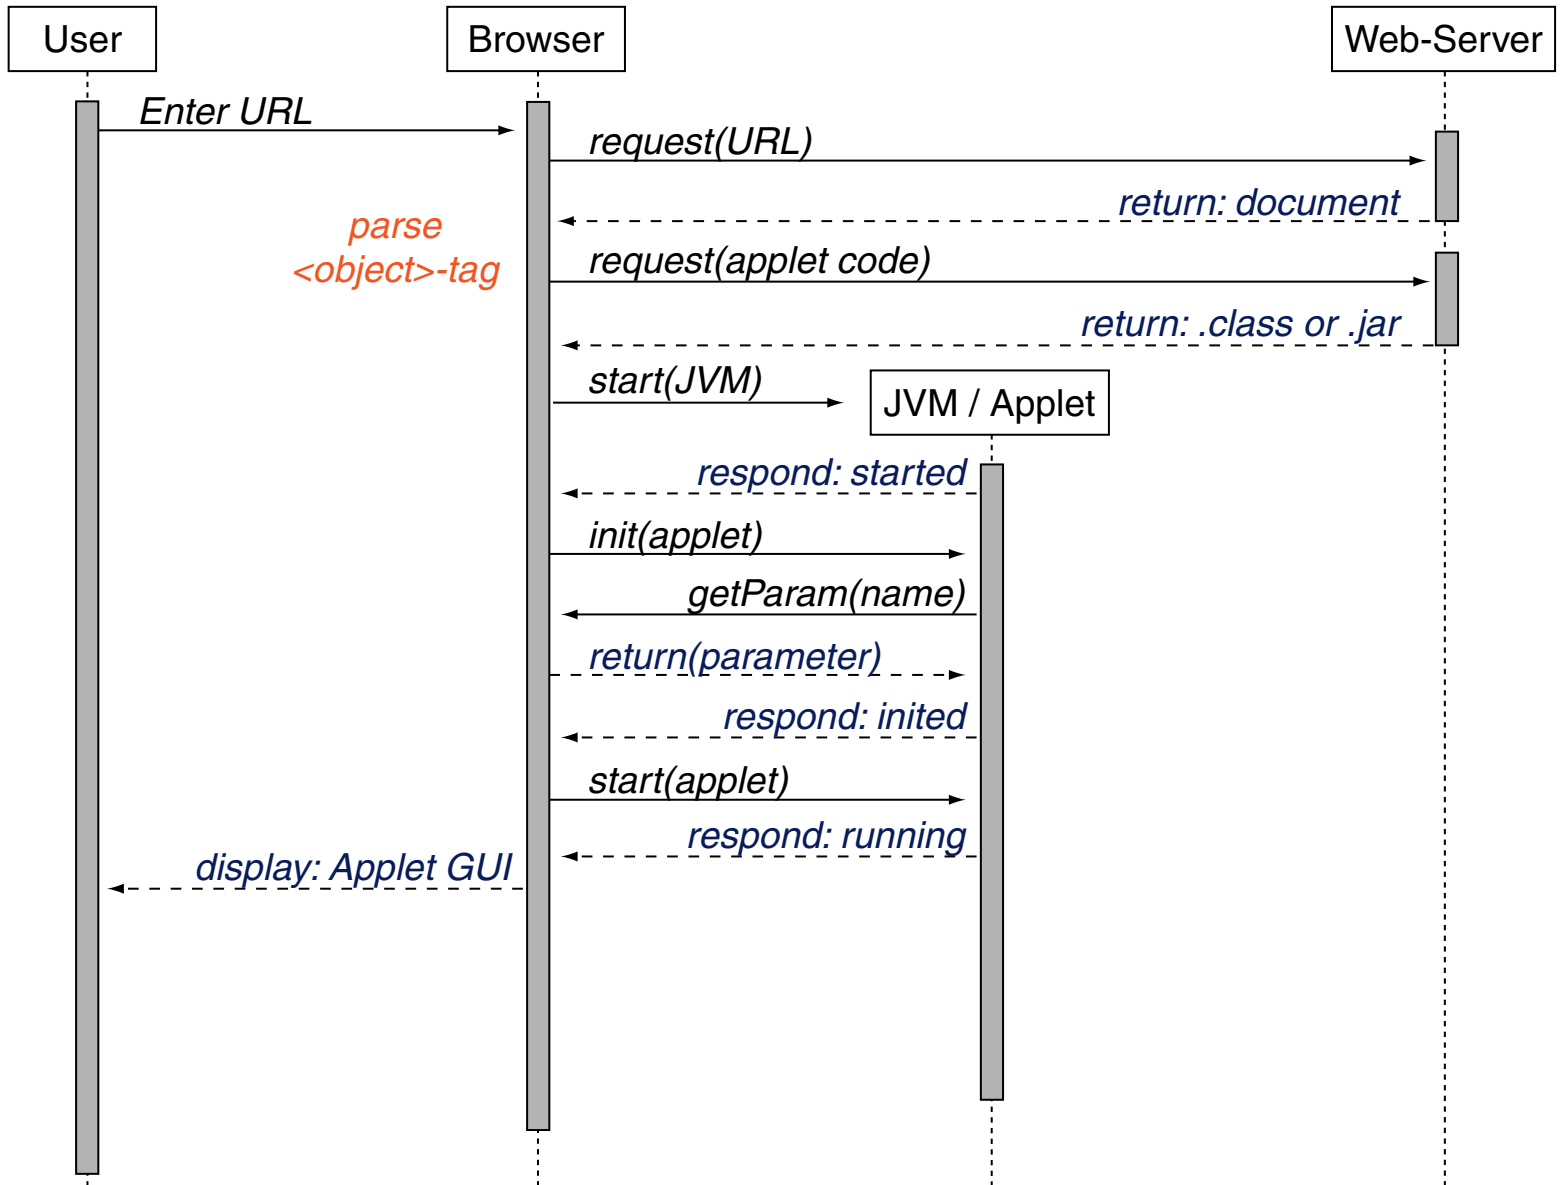 User
Browser
Web-Server
Enter URL
request(URL)
return: document
parse
<object>-tag
request(applet code)
return: .class or .jar
start(JVM)
JVM / Applet
respond: started
init(applet)
getParam(name)
return(parameter)
respond: inited
start(applet)
respond: running
display: Applet GUI